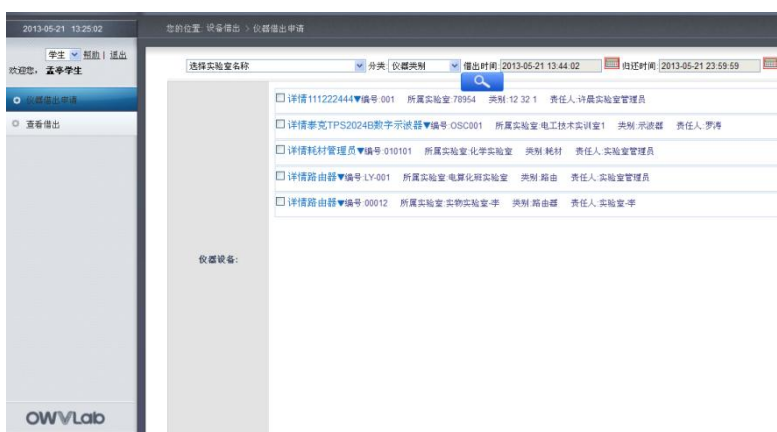 2013-05-21 13:25:02
您的位置: 设备借出 > 仪器借出申请
学生 帮助 | 退出
欢迎您, 孟亭学生
选择实验室名称 分类: 仪器类别 借出时间: 2013-05-21 13:44:02 归还时间: 2013-05-21 23:59:59
仪器借出申请
查看借出
详情111222444▼编号:001 所属实验室:78954 类别:12 32 1 责任人:许晨实验室管理员
详情泰克TPS2024B数字示波器▼编号:OSC001 所属实验室:电工技术实训室1 类别:示波器 责任人:罗涛
详情耗材管理员▼编号:010101 所属实验室:化学实验室 类别:耗材 责任人:实验室管理员
详情路由器▼编号:LY-001 所属实验室:电算化班实验室 类别:路由 责任人:实验室管理员
详情路由器▼编号:00012 所属实验室:实物实验室-李 类别:路由器 责任人:实验室-李
仪器设备:
OWVLab